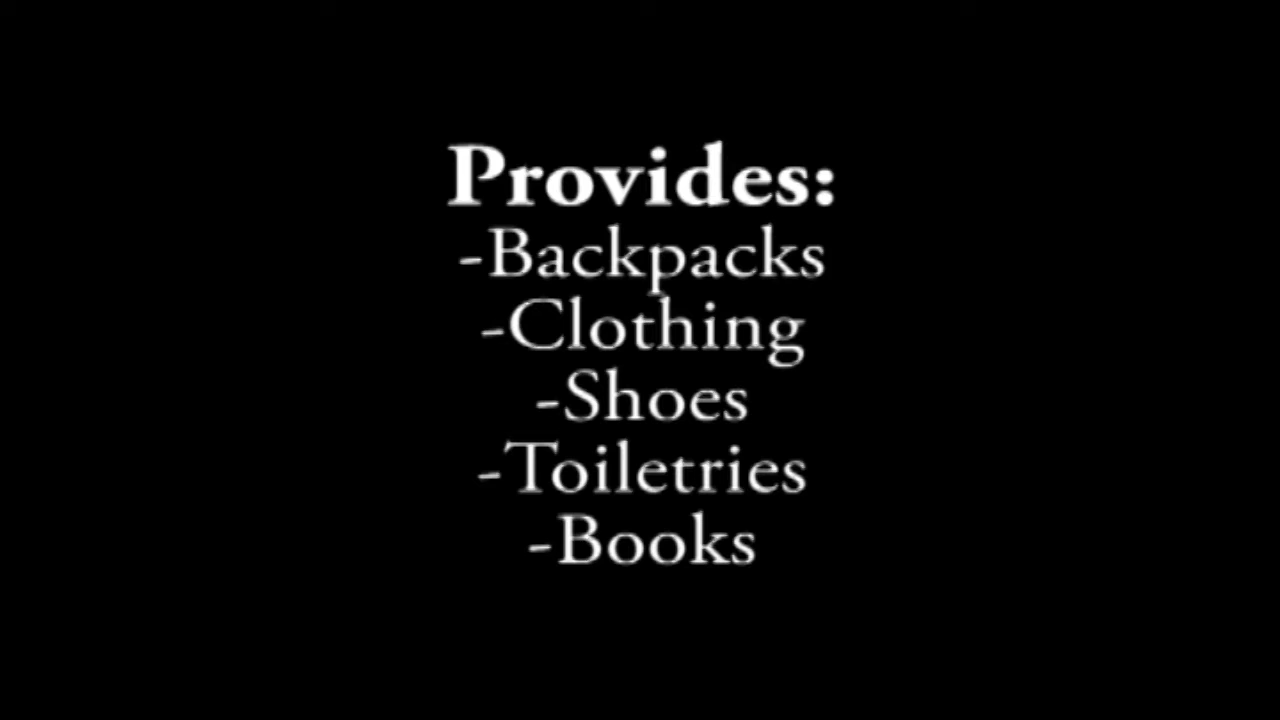 Provides:
-Backpacks
-Clothing
-Shoes
-Toiletries
-Books